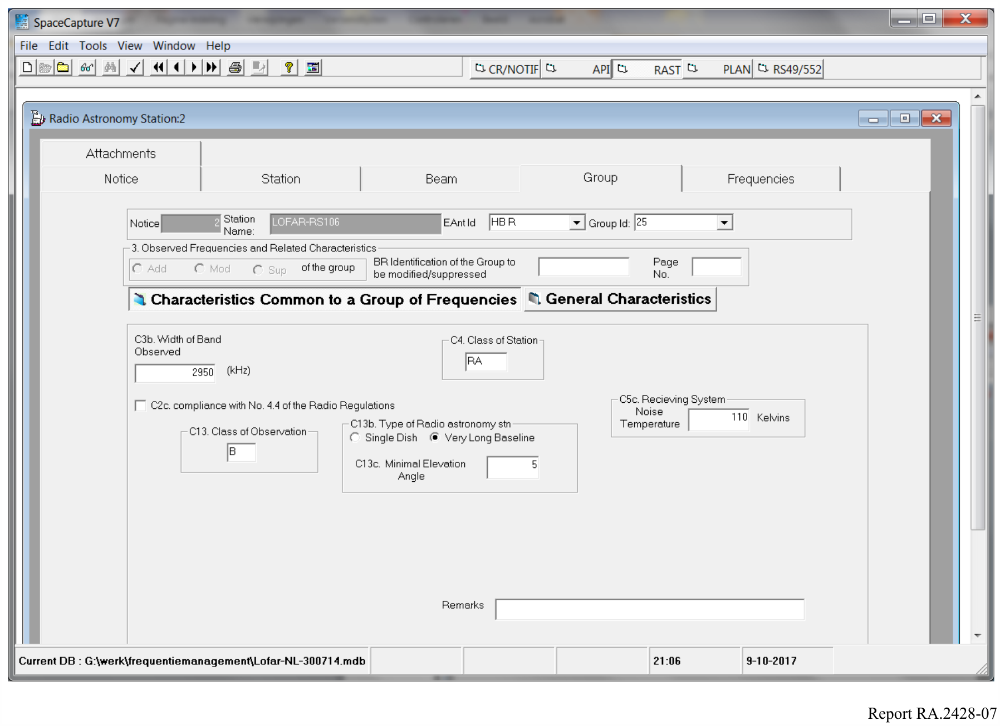 SpaceCapture V7
File Edit Tools View Window Help
CR/NOTIF API RAST PLAN RS49/552
Radio Astronomy Station:2
Attachments
Notice Station Beam Group Frequencies
Notice 2 Station Name: LOFAR-RS106 EAnt Id HB R Group Id: 25
3. Observed Frequencies and Related Characteristics
Add Mod Sup of the group
BR Identification of the Group to
be modified/suppressed
Page
No.
Characteristics Common to a Group of Frequencies General Characteristics
C3b. Width of Band
Observed
2950 (kHz)
C4. Class of Station
RA
C2c. compliance with No. 4.4 of the Radio Regulations
C5c. Recieving System
Noise
Temperature 110 Kelvins
C13. Class of Observation
B
C13b. Type of Radio astronomy stn
Single Dish Very Long Baseline
C13c. Minimal Elevation
Angle
5
Remarks
Current DB : G:\werk\frequentiemanagement\Lofar-NL-300714.mdb 21:06 9-10-2017
Report RA.2428-07